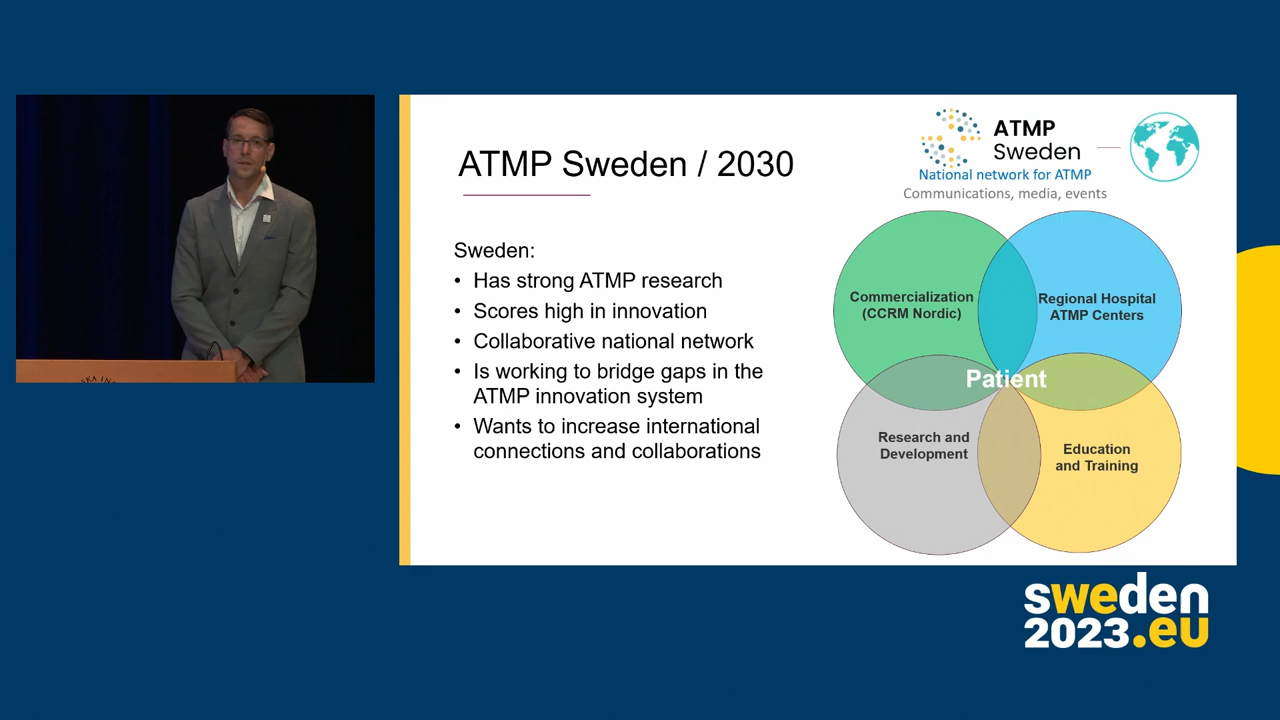 ATMP Sweden / 2030
Sweden:
• Has strong ATMP research
• Scores high in innovation
• Collaborative national network
• Is working to bridge gaps in the
ATMP innovation system
• Wants to increase international
connections and collaborations
ATMP
Sweden
National network for ATMP
Communications, media, events
Commercialization
(CCRM Nordic)
Regional Hospital
ATMP Centers
Patient
Research and
Development
Education
and Training
sweden
2023.eu